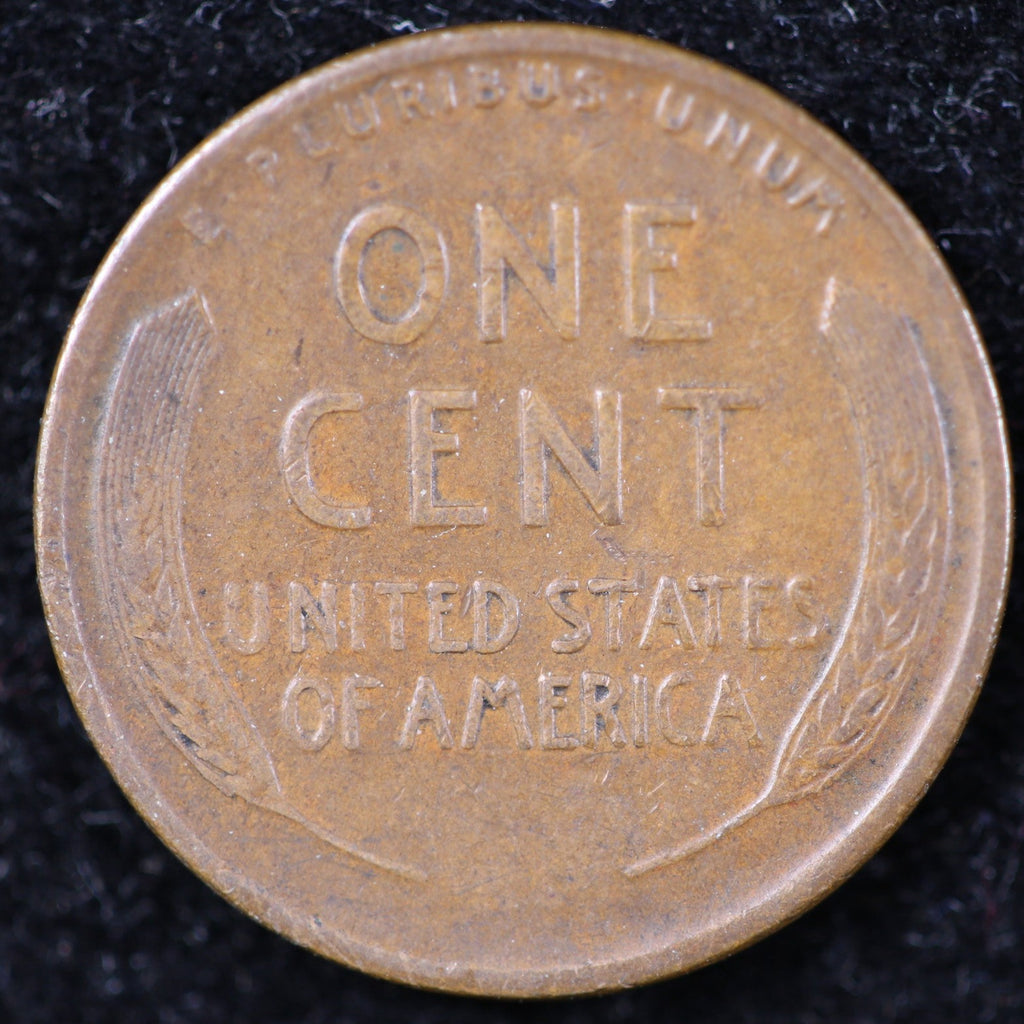 E · PLURIBUS · UNUM
ONE
CENT
UNITED STATES
OF AMERICA